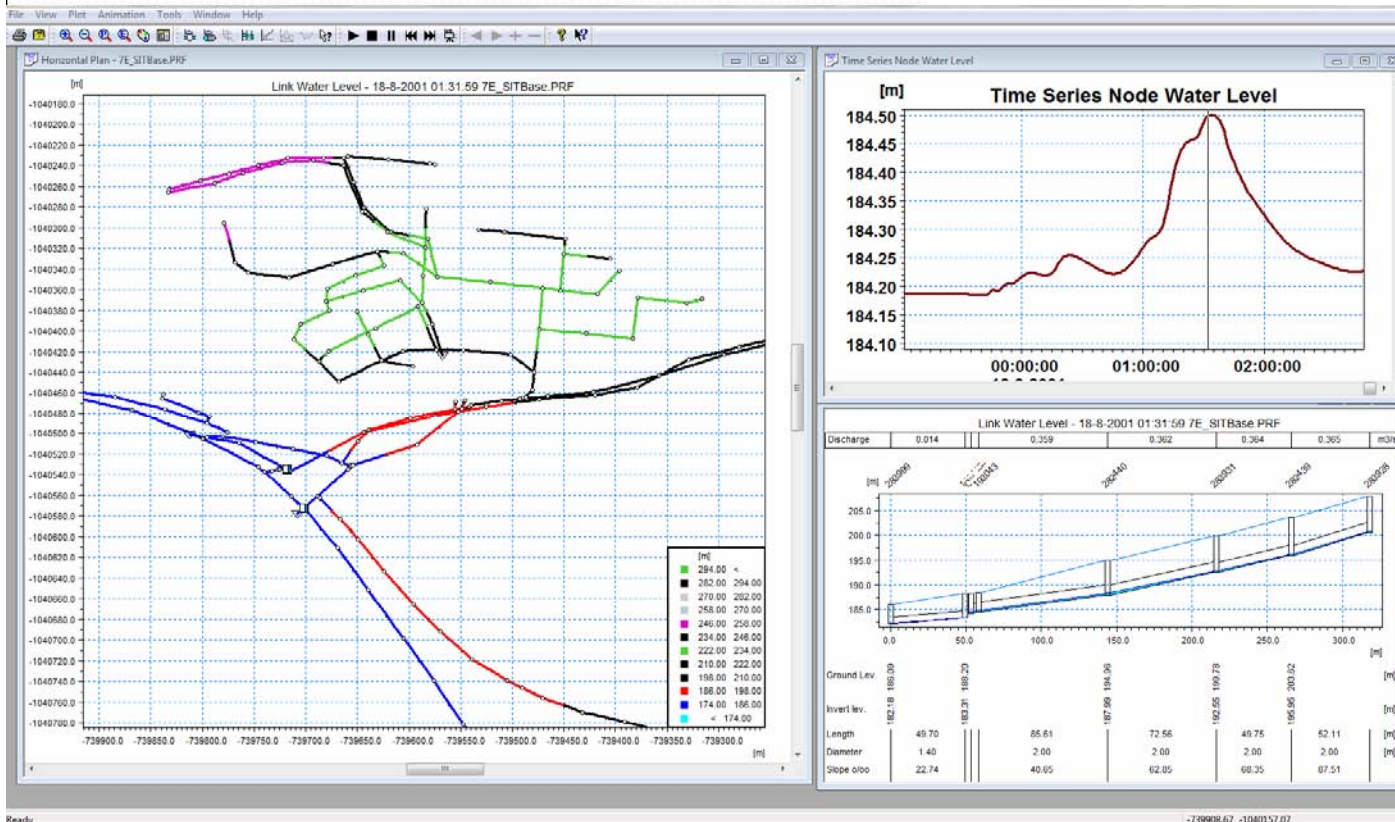 File View Plot Animation Tools Window Help
Horizontal Plan - 7E_SITBase.PRF
[m] Link Water Level - 18-8-2001 01:31:59 7E_SITBase.PRF
-1040180.0
-1040200.0
-1040220.0
-1040240.0
-1040260.0
-1040280.0
-1040300.0
-1040320.0
-1040340.0
-1040360.0
-1040380.0
-1040400.0
-1040420.0
-1040440.0
-1040460.0
-1040480.0
-1040500.0
-1040520.0
-1040540.0
-1040560.0
-1040580.0
-1040600.0
-1040620.0
-1040640.0
-1040660.0
-1040680.0
-1040700.0
-1040720.0
-1040740.0
-1040760.0
[m]
294.00 <
282.00 294.00
270.00 282.00
258.00 270.00
246.00 258.00
234.00 246.00
222.00 234.00
210.00 222.00
198.00 210.00
186.00 198.00
174.00 186.00
< 174.00
-739900.0 -739850.0 -739800.0 -739750.0 -739700.0 -739650.0 -739600.0 -739550.0 -739500.0 -739450.0 -739400.0 -739350.0 -739300.0
[m]
Time Series Node Water Level
[m] Time Series Node Water Level
184.50
184.45
184.40
184.35
184.30
184.25
184.20
184.15
184.10
00:00:00 01:00:00 02:00:00
Link Water Level - 18-8-2001 01:31:59 7E_SITBase.PRF
Discharge 0.014 0.359 0.362 0.364 0.365
[m] 192043 282440 282931 282439
205.0
200.0
195.0
190.0
185.0
0.0 50.0 100.0 150.0 200.0 250.0 300.0
[m]
Ground Lev. 188.20 194.96 199.78
Invert lev. 182.18 183.31 187.99 192.55 195.95
Length 49.70 85.61 72.56 49.75 52.11
Diameter 1.40 2.00 2.00 2.00 2.00
Slope o/oo 22.74 40.65 62.85 68.35 87.51
Ready -739908.67 -1040157.07